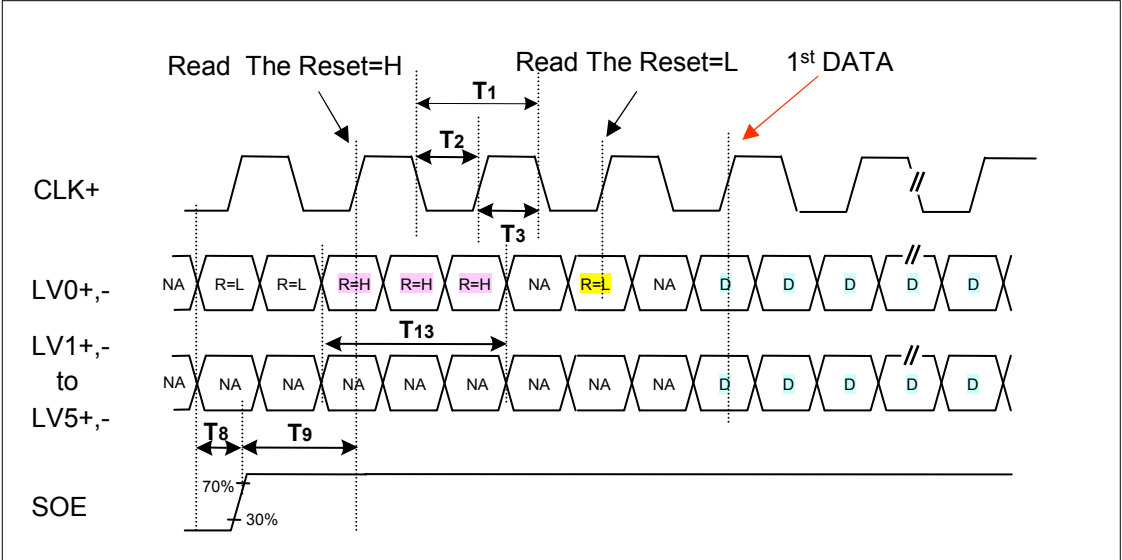 Read The Reset=H
Read The Reset=L
1st DATA
T1
T2
CLK+
T3
LV0+,-
NA R=L R=L R=H R=H R=H NA R=L NA D D D D D
T13
LV1+,-
to
LV5+,-
NA NA NA NA NA NA NA NA NA D D D D D
T8 T9
70%
SOE
30%